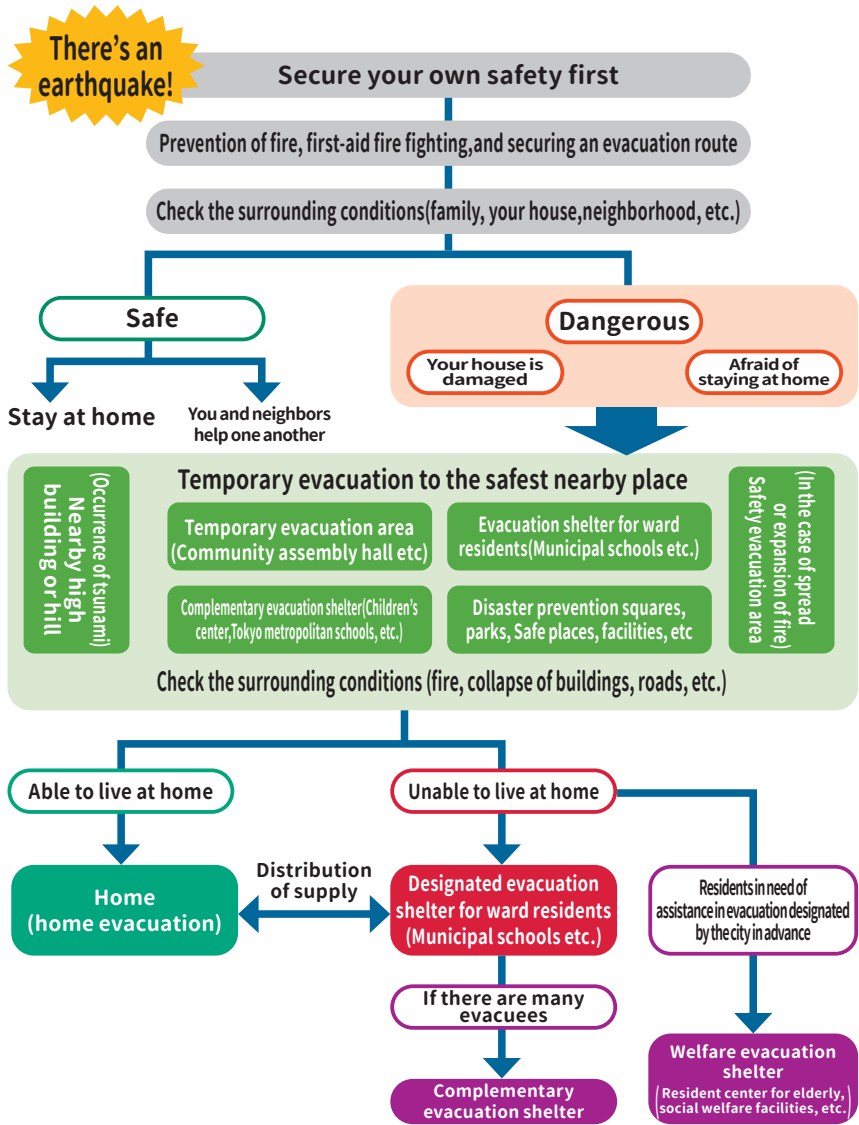 There's an
earthquake!
Secure your own safety first
Prevention of fire, first-aid fire fighting,and securing an evacuation route
Check the surrounding conditions(family, your house,neighborhood, etc.)
Safe
Dangerous
Your house is
damaged
Afraid of
staying at home
Stay at home
You and neighbors
help one another
Temporary evacuation to the safest nearby place
(Occurrence of tsunami)
Nearby high
building or hill
Temporary evacuation area
(Community assembly hall etc)
Evacuation shelter for ward
residents(Municipal schools etc.)
Complementary evacuation shelter(Children's
center,Tokyo metropolitan schools, etc.)
Disaster prevention squares,
parks, Safe places, facilities, etc
(In the case of spread
or expansion of fire)
Safety evacuation area
Check the surrounding conditions (fire, collapse of buildings, roads, etc.)
Able to live at home
Unable to live at home
Home
(home evacuation)
Distribution
of supply
Designated evacuation
shelter for ward residents
(Municipal schools etc.)
Residents in need of
assistance in evacuation designated
by the city in advance
If there are many
evacuees
Complementary
evacuation shelter
Welfare evacuation
shelter
(Resident center for elderly,
social welfare facilities, etc.)